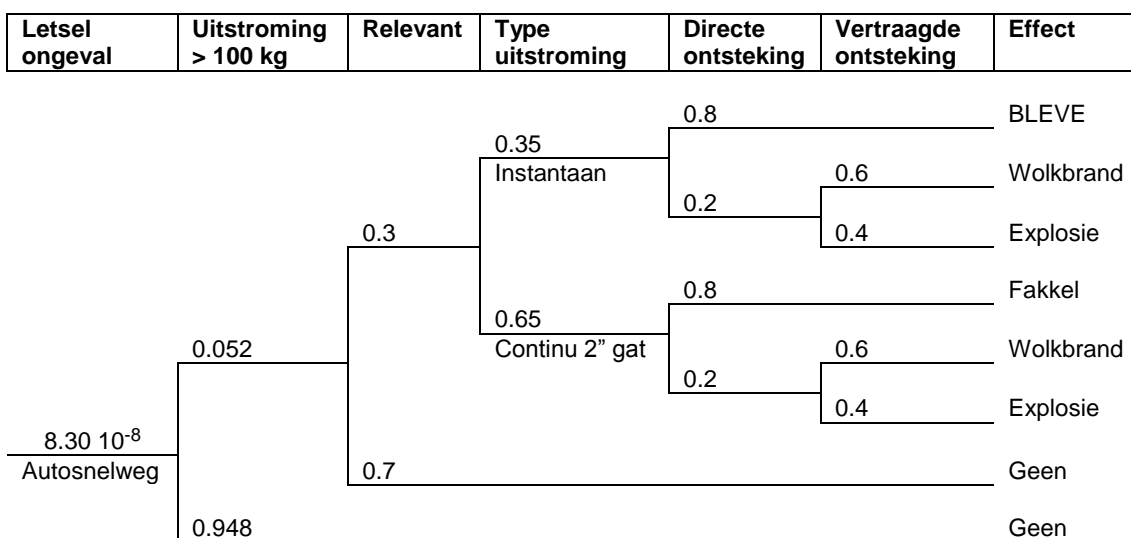 Letsel ongeval
Uitstroming > 100 kg
Relevant
Type uitstroming
Directe ontsteking
Vertraagde ontsteking
Effect
0.8
BLEVE
0.35
Instantaan
0.6
Wolkbrand
0.2
0.3
0.4
Explosie
0.8
Fakkel
0.65
Continu 2” gat
0.052
0.6
Wolkbrand
0.2
0.4
Explosie
8.30 10-8
Autosnelweg
0.7
Geen
0.948
Geen